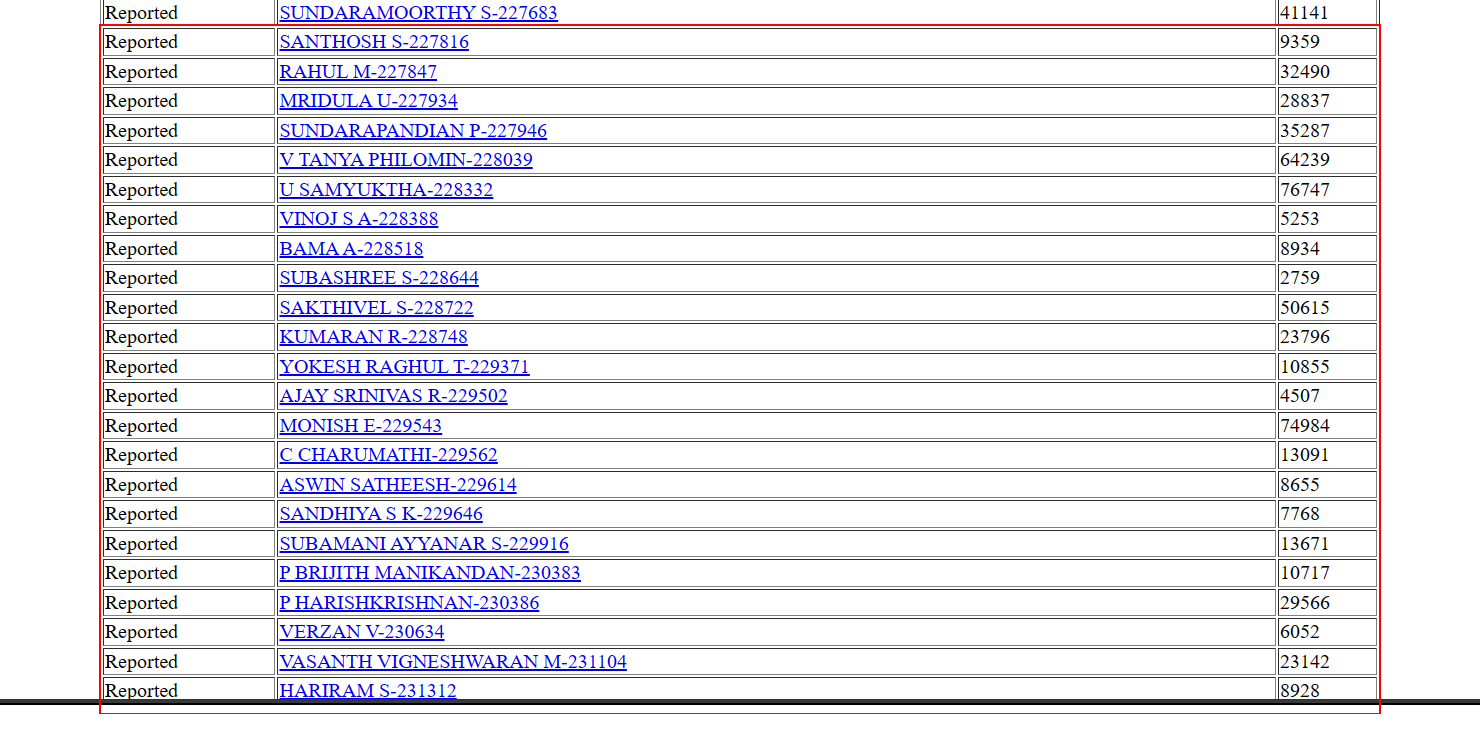 Reported SUNDARAMOORTHY S-227683 41141
Reported SANTHOSH S-227816 9359
Reported RAHUL M-227847 32490
Reported MRIDULA U-227934 28837
Reported SUNDARAPANDIAN P-227946 35287
Reported V TANYA PHILOMIN-228039 64239
Reported U SAMYUKTHA-228332 76747
Reported VINOJ S A-228388 5253
Reported BAMA A-228518 8934
Reported SUBASHREE S-228644 2759
Reported SAKTHIVEL S-228722 50615
Reported KUMARAN R-228748 23796
Reported YOKESH RAGHUL T-229371 10855
Reported AJAY SRINIVAS R-229502 4507
Reported MONISH E-229543 74984
Reported C CHARUMATHI-229562 13091
Reported ASWIN SATHEESH-229614 8655
Reported SANDHIYA S K-229646 7768
Reported SUBAMANI AYYANAR S-229916 13671
Reported P BRIJITH MANIKANDAN-230383 10717
Reported P HARISHKRISHNAN-230386 29566
Reported VERZAN V-230634 6052
Reported VASANTH VIGNESHWARAN M-231104 23142
Reported HARIRAM S-231312 8928